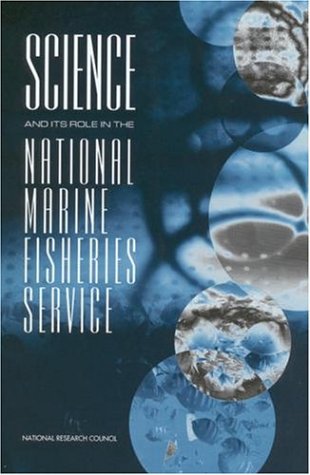 SCIENCE
AND ITS ROLE IN THE
NATIONAL
MARINE
FISHERIES
SERVICE
NATIONAL RESEARCH COUNCIL